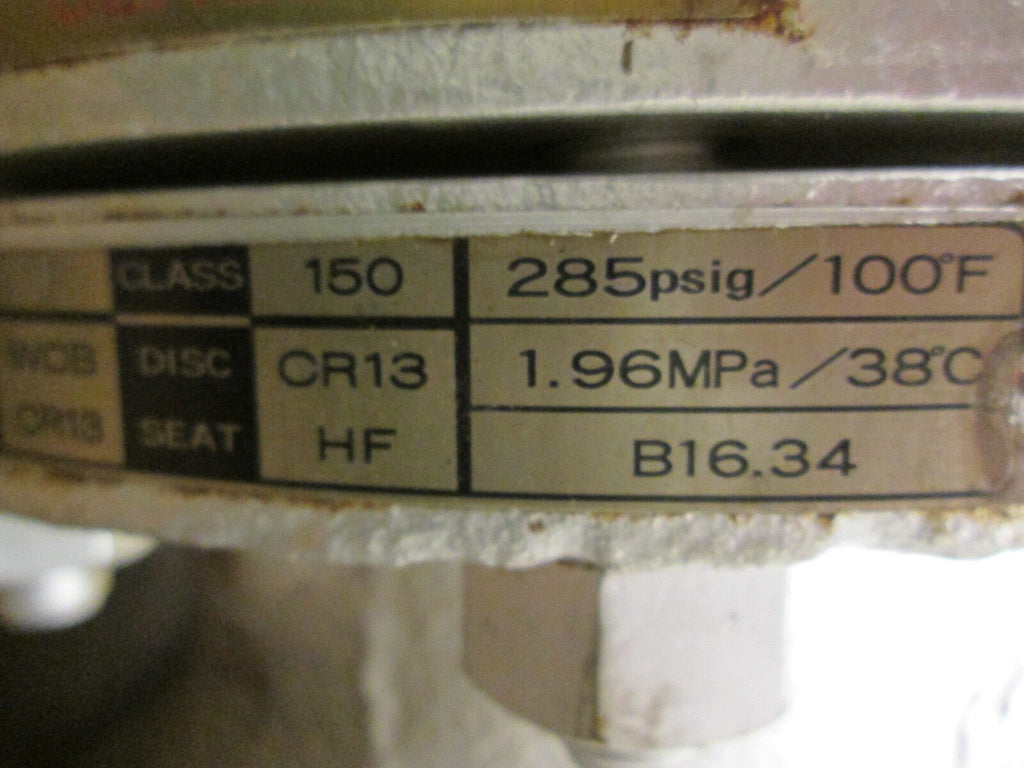 CLASS 150 285psig/100°F
WCB DISC CR13 1.96MPa/38°C
CR13 SEAT HF B16.34